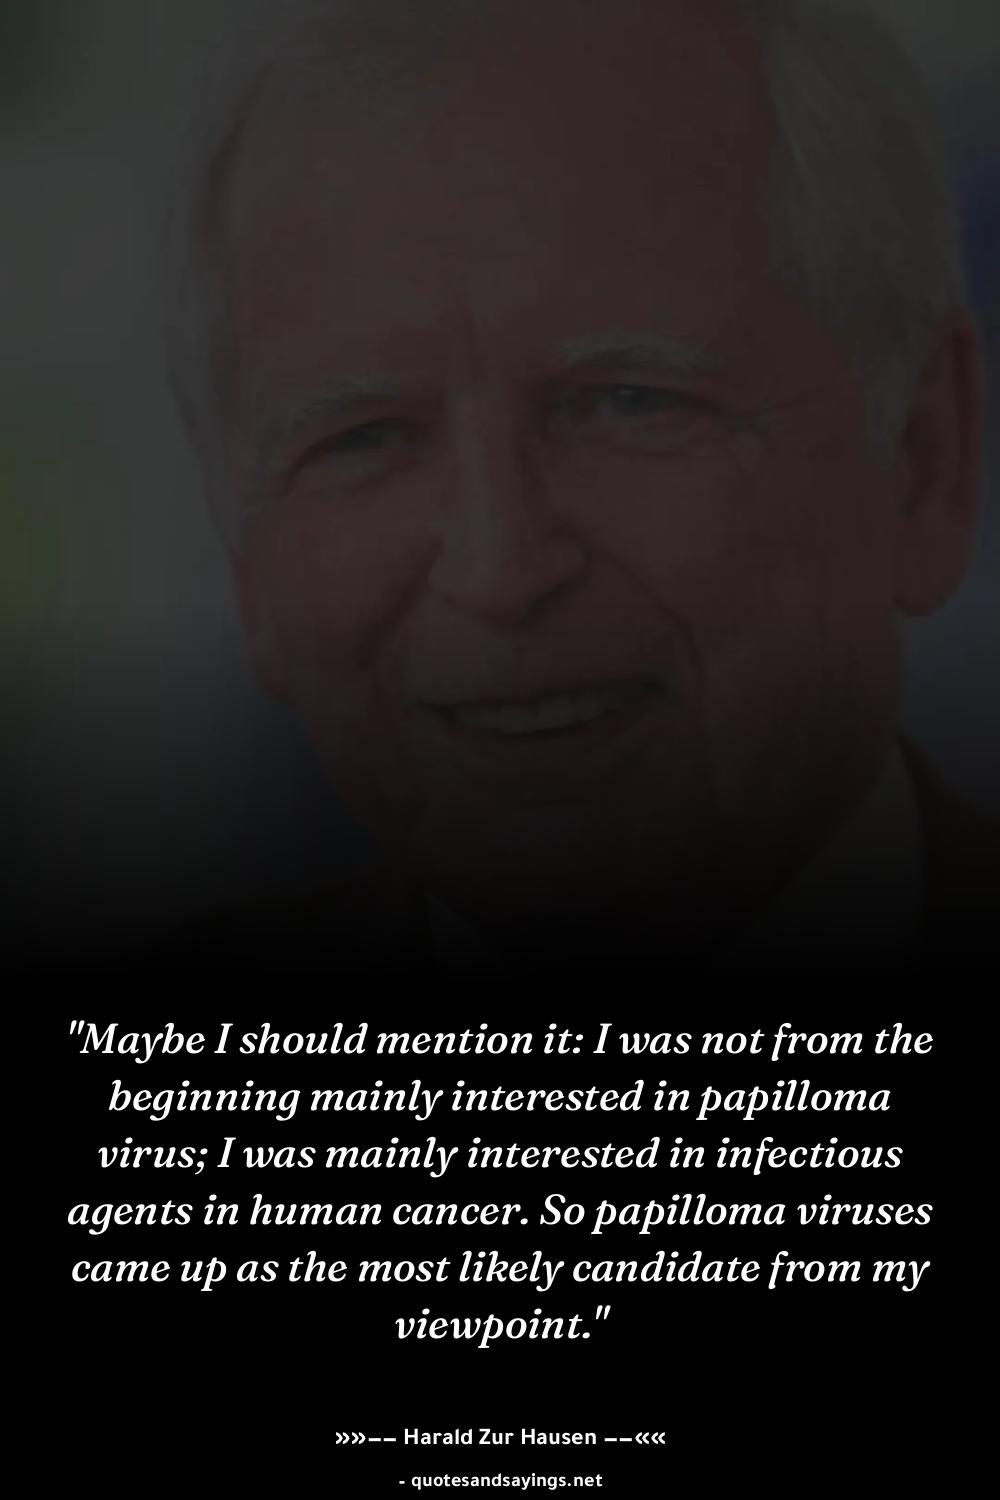 "Maybe I should mention it: I was not from the
beginning mainly interested in papilloma
virus; I was mainly interested in infectious
agents in human cancer. So papilloma viruses
came up as the most likely candidate from my
viewpoint."
»»−− Harald Zur Hausen −−««
- quotesandsayings.net